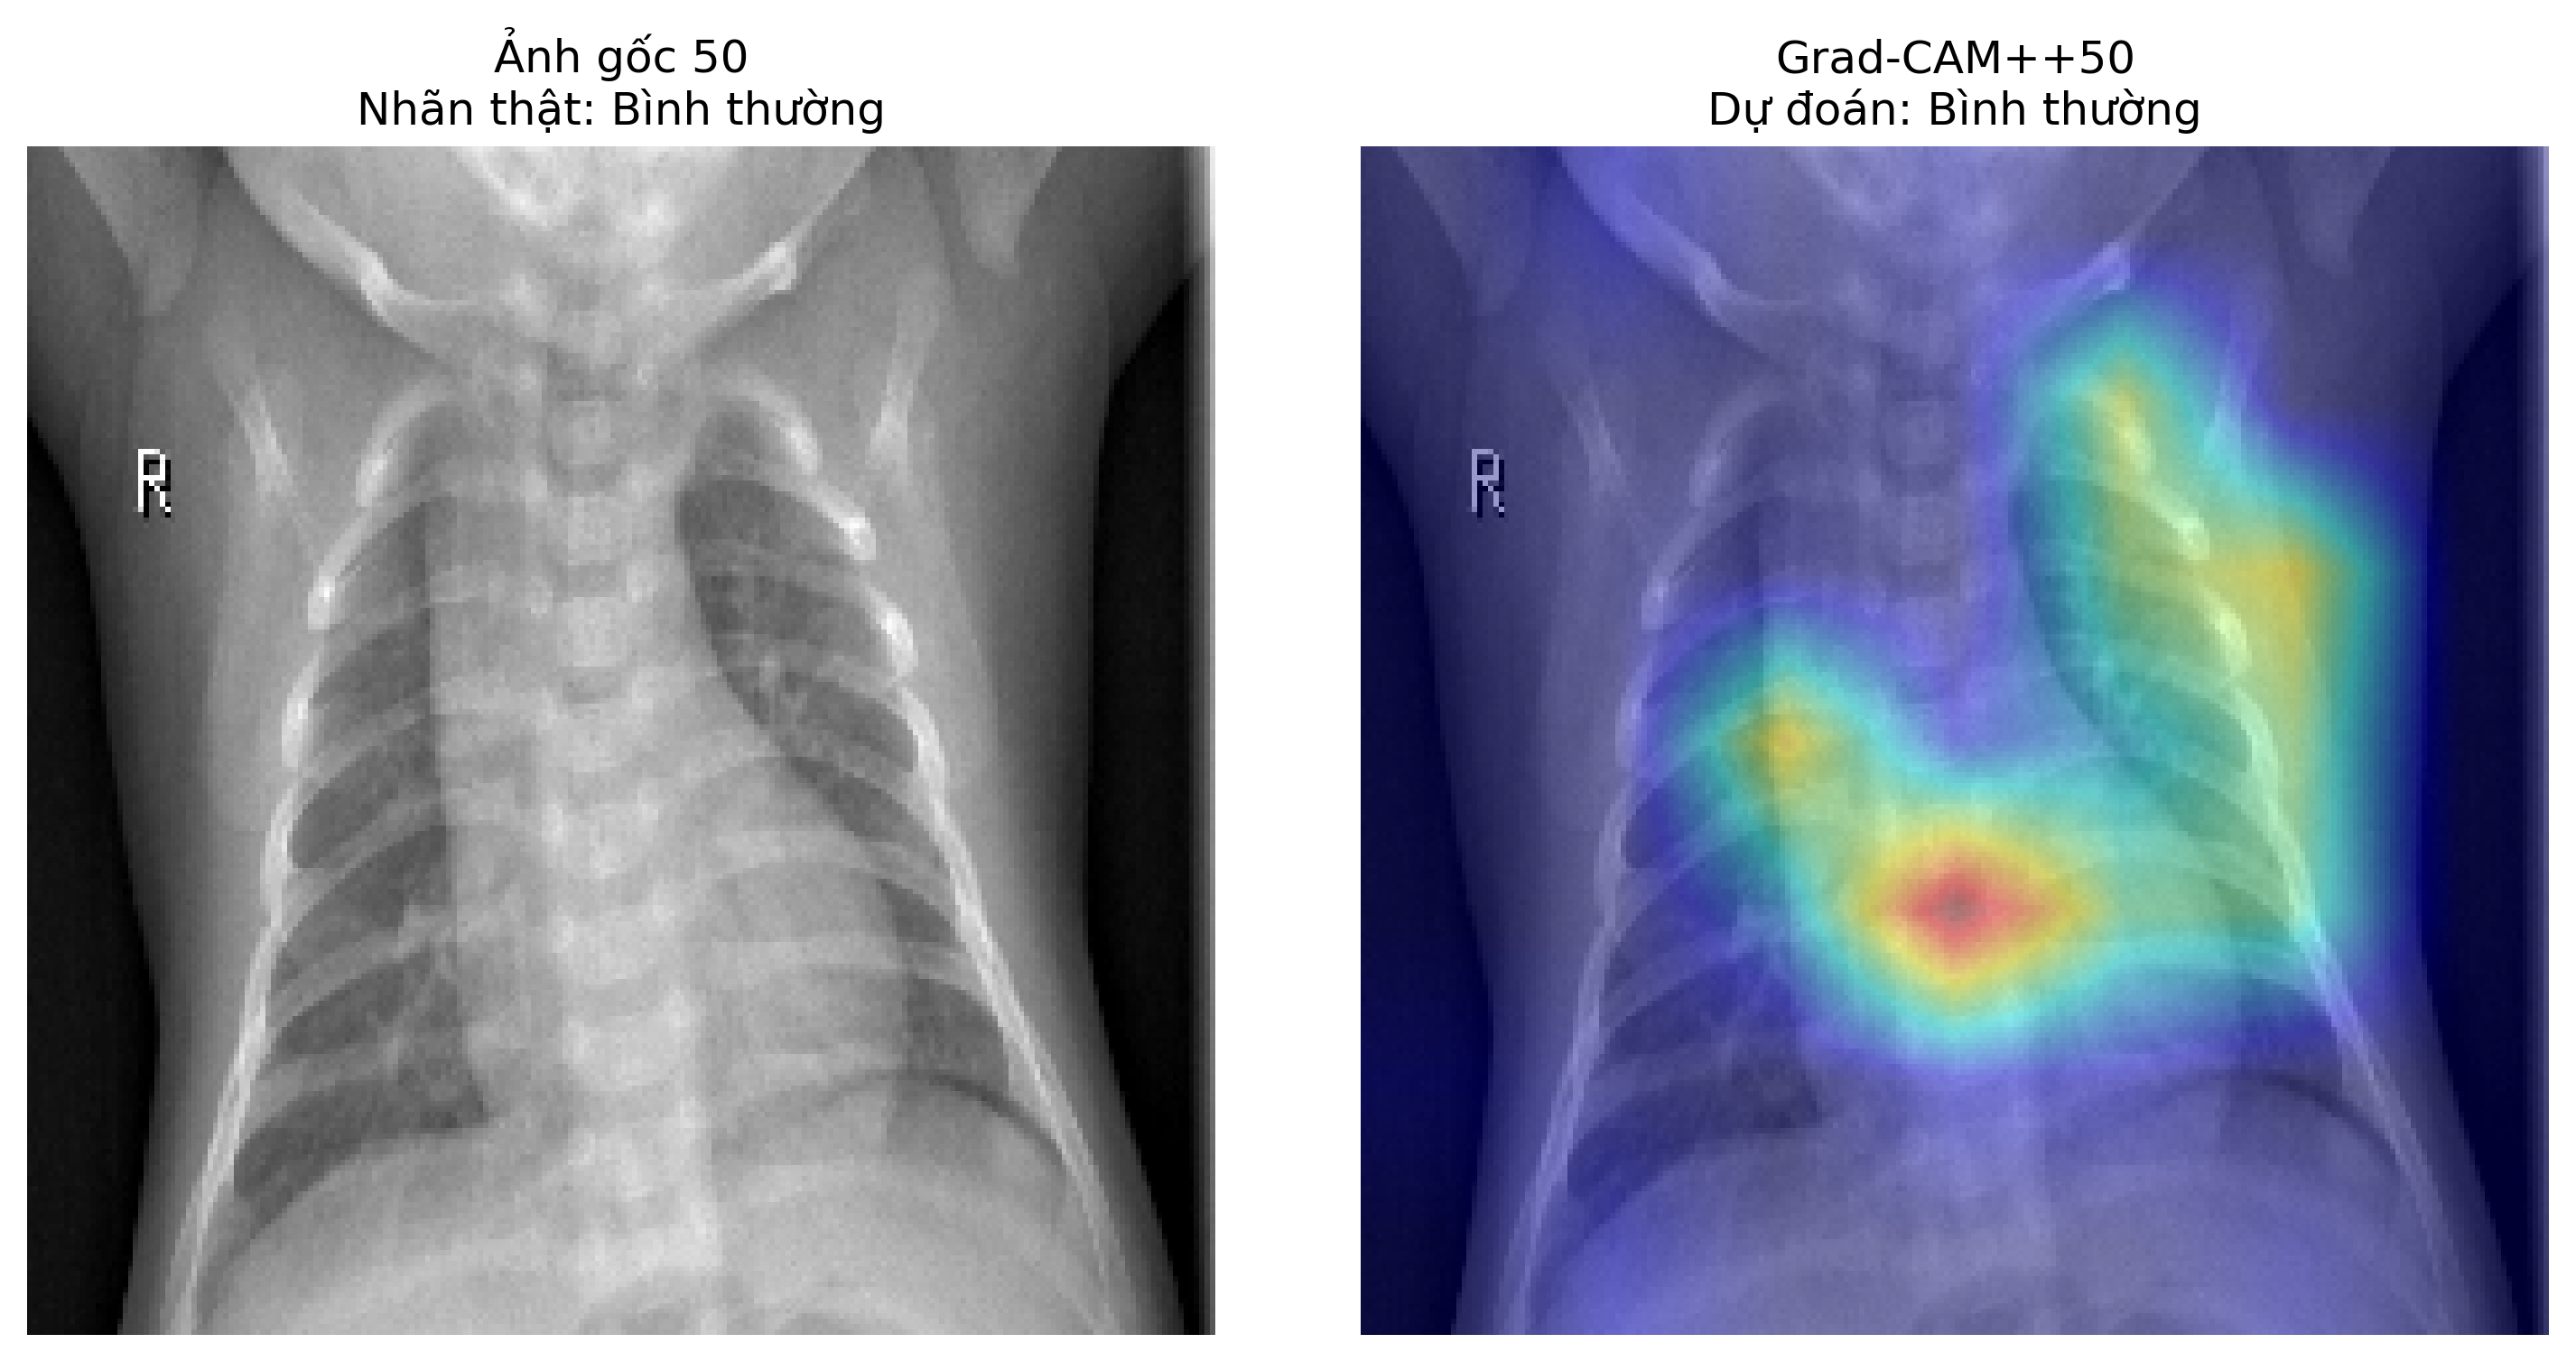 Ảnh gốc 50
Nhãn thật: Bình thường
Grad-CAM++50
Dự đoán: Bình thường
R
R